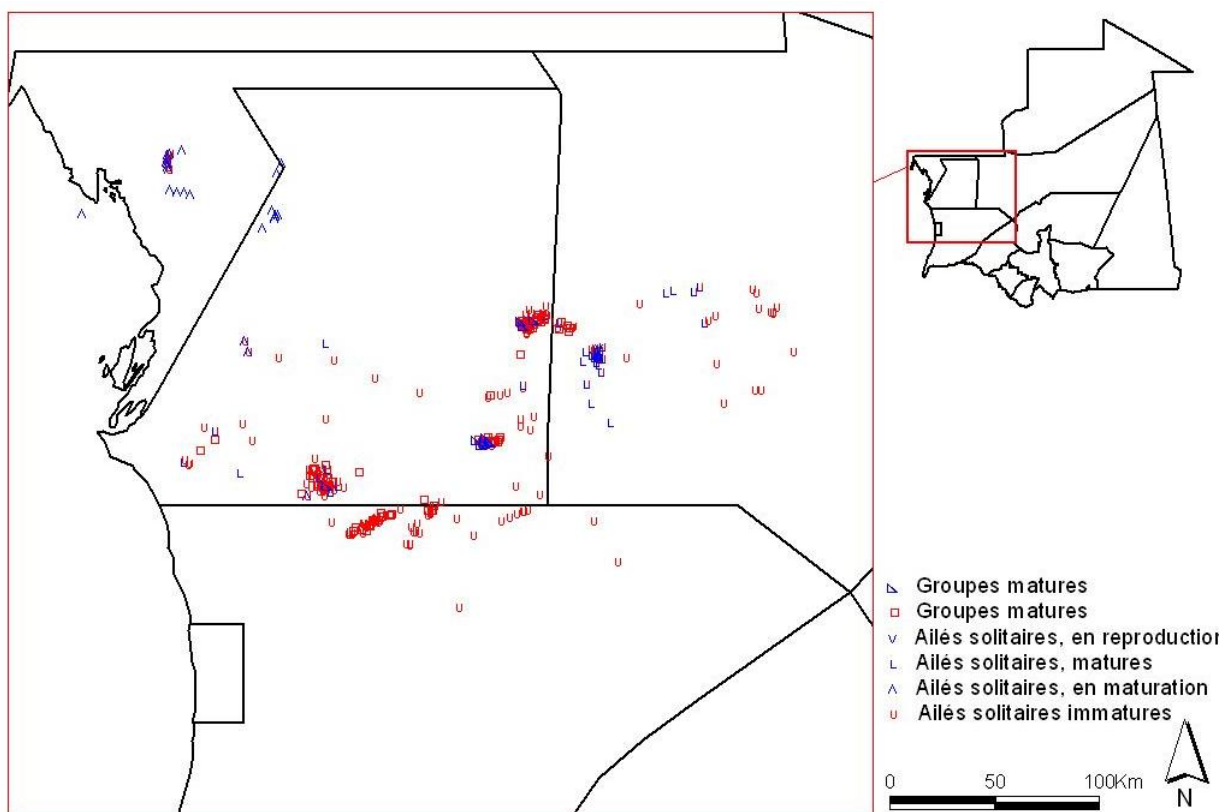 Groupes matures
Groupes matures
Ailés solitaires, en reproduction
Ailés solitaires, matures
Ailés solitaires, en maturation
Ailés solitaires immatures
0 50 100Km
N